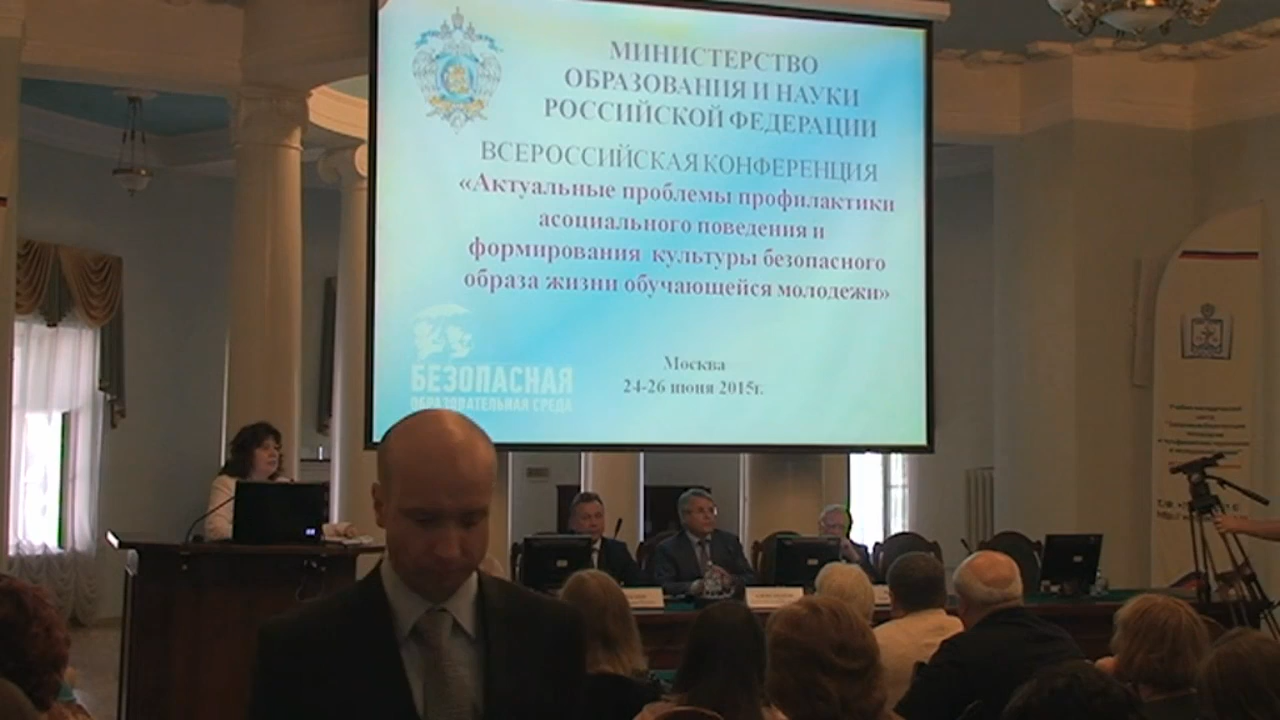 МИНИСТЕРСТВО
ОБРАЗОВАНИЯ И НАУКИ
РОССИЙСКОЙ ФЕДЕРАЦИИ
ВСЕРОССИЙСКАЯ КОНФЕРЕНЦИЯ
«Актуальные проблемы профилактики
асоциального поведения и
формирования культуры безопасного
образа жизни обучающейся молодежи»
Москва
24-26 июня 2015г.
БЕЗОПАСНАЯ
ОБРАЗОВАТЕЛЬНАЯ СРЕДА